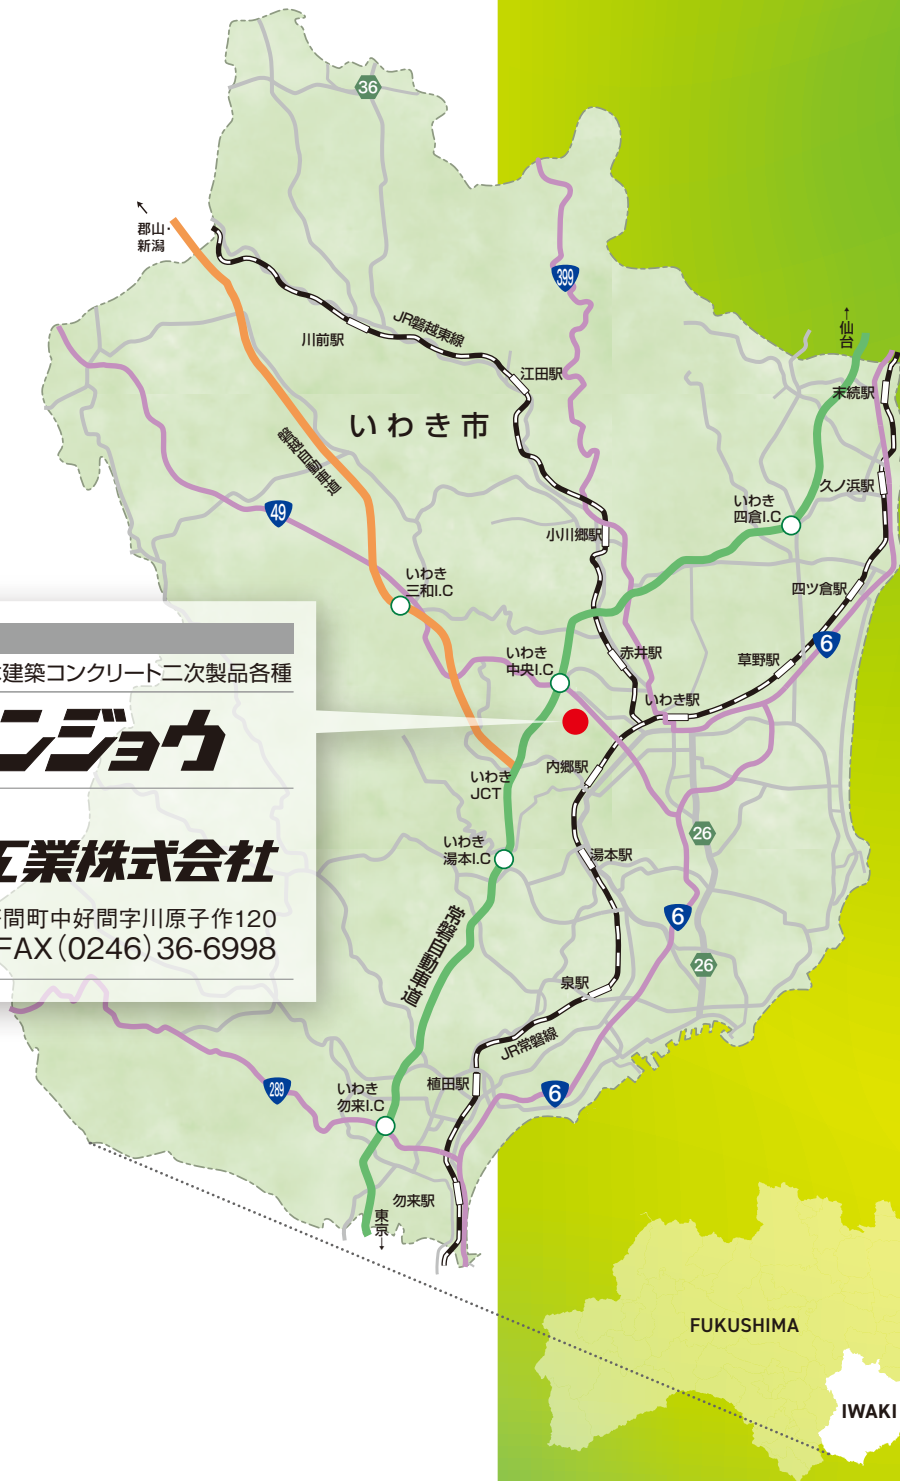 36
郡山・
新潟
399
↑仙台
川前駅
JR磐越東線
江田駅
末続駅
いわき市
磐越自動車道
久ノ浜駅
いわき
四倉I.C
49
小川郷駅
いわき
三和I.C
四ツ倉駅
6
赤井駅
草野駅
いわき
中央I.C
いわき駅
建築コンクリート二次製品各種
ンジョウ
内郷駅
いわき
JCT
26
いわき
湯本I.C
湯本駅
工業株式会社
間町中好間字川原子作120
FAX(0246)36-6998
常磐自動車道
6
26
泉駅
JR常磐線
植田駅
289
いわき
勿来I.C
6
勿来駅
東京↓
FUKUSHIMA
IWAKI